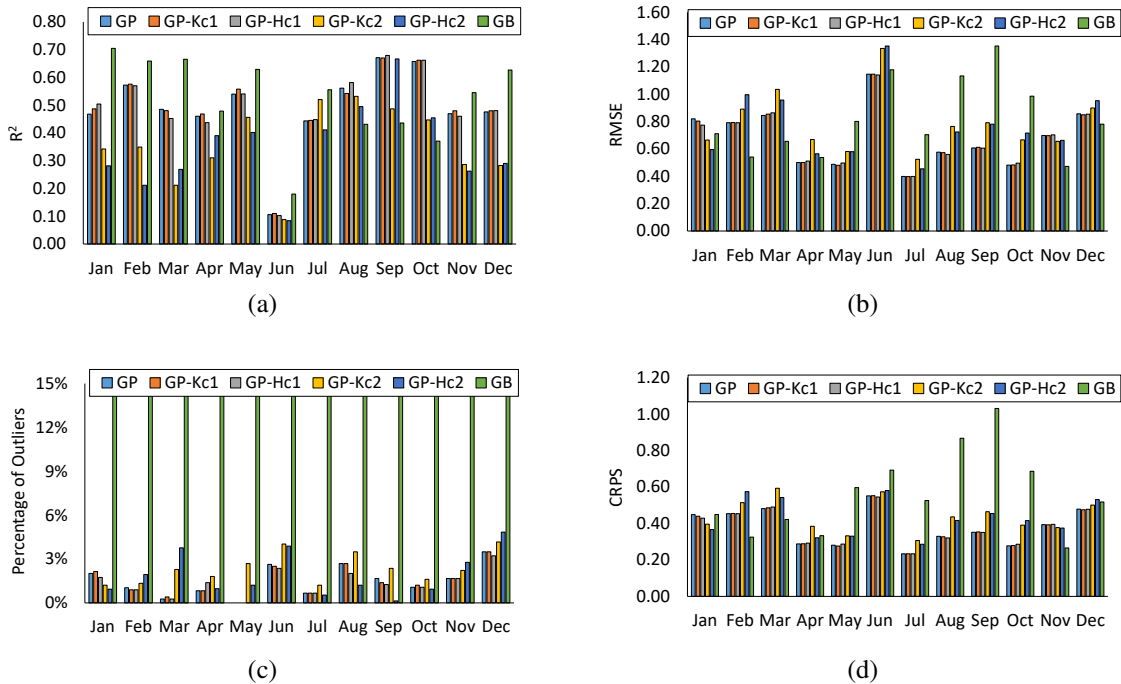 GP GP-Kc1 GP-Hc1 GP-Kc2 GP-Hc2 GB
0.80
0.70
0.60
0.50
0.40
0.30
0.20
0.10
0.00
R²
Jan Feb Mar Apr May Jun Jul Aug Sep Oct Nov Dec
(a)
GP GP-Kc1 GP-Hc1 GP-Kc2 GP-Hc2 GB
1.60
1.40
1.20
1.00
0.80
0.60
0.40
0.20
0.00
RMSE
Jan Feb Mar Apr May Jun Jul Aug Sep Oct Nov Dec
(b)
GP GP-Kc1 GP-Hc1 GP-Kc2 GP-Hc2 GB
15%
12%
9%
6%
3%
0%
Percentage of Outliers
Jan Feb Mar Apr May Jun Jul Aug Sep Oct Nov Dec
(c)
GP GP-Kc1 GP-Hc1 GP-Kc2 GP-Hc2 GB
1.20
1.00
0.80
0.60
0.40
0.20
0.00
CRPS
Jan Feb Mar Apr May Jun Jul Aug Sep Oct Nov Dec
(d)